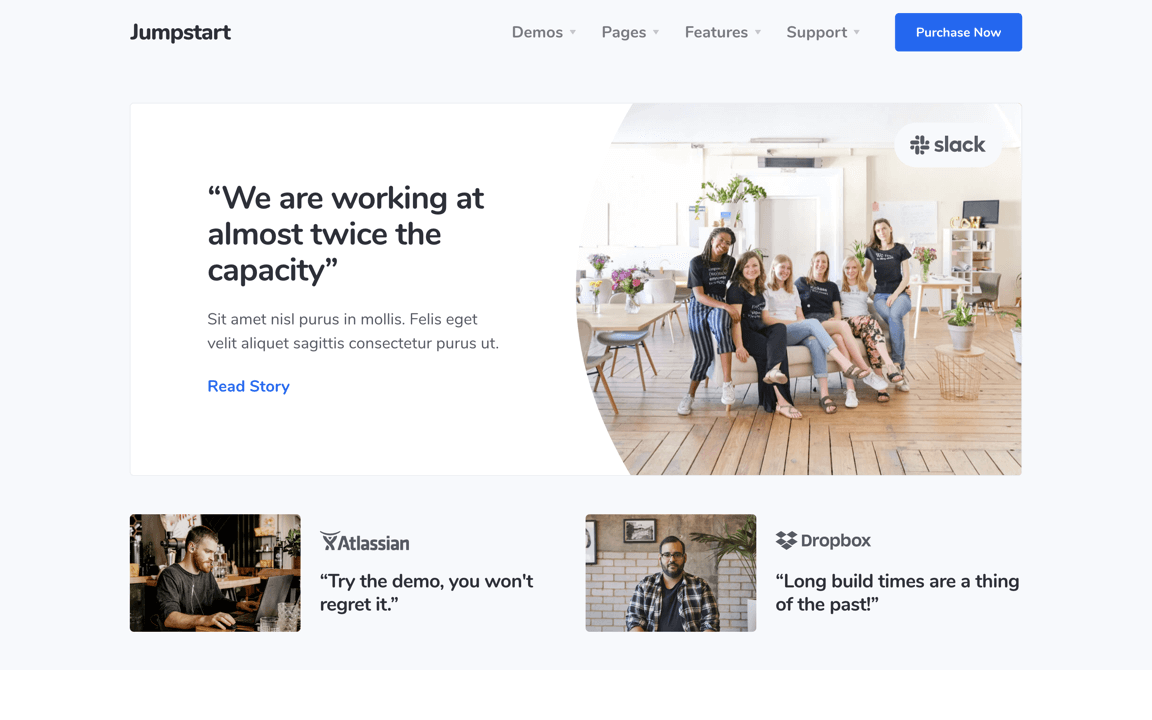 Jumpstart
Demos
Pages
Features
Support
Purchase Now
slack
“We are working at
almost twice the
capacity”
Sit amet nisl purus in mollis. Felis eget
velit aliquet sagittis consectetur purus ut.
Read Story
Atlassian
“Try the demo, you won't
regret it.”
Dropbox
“Long build times are a thing
of the past!”